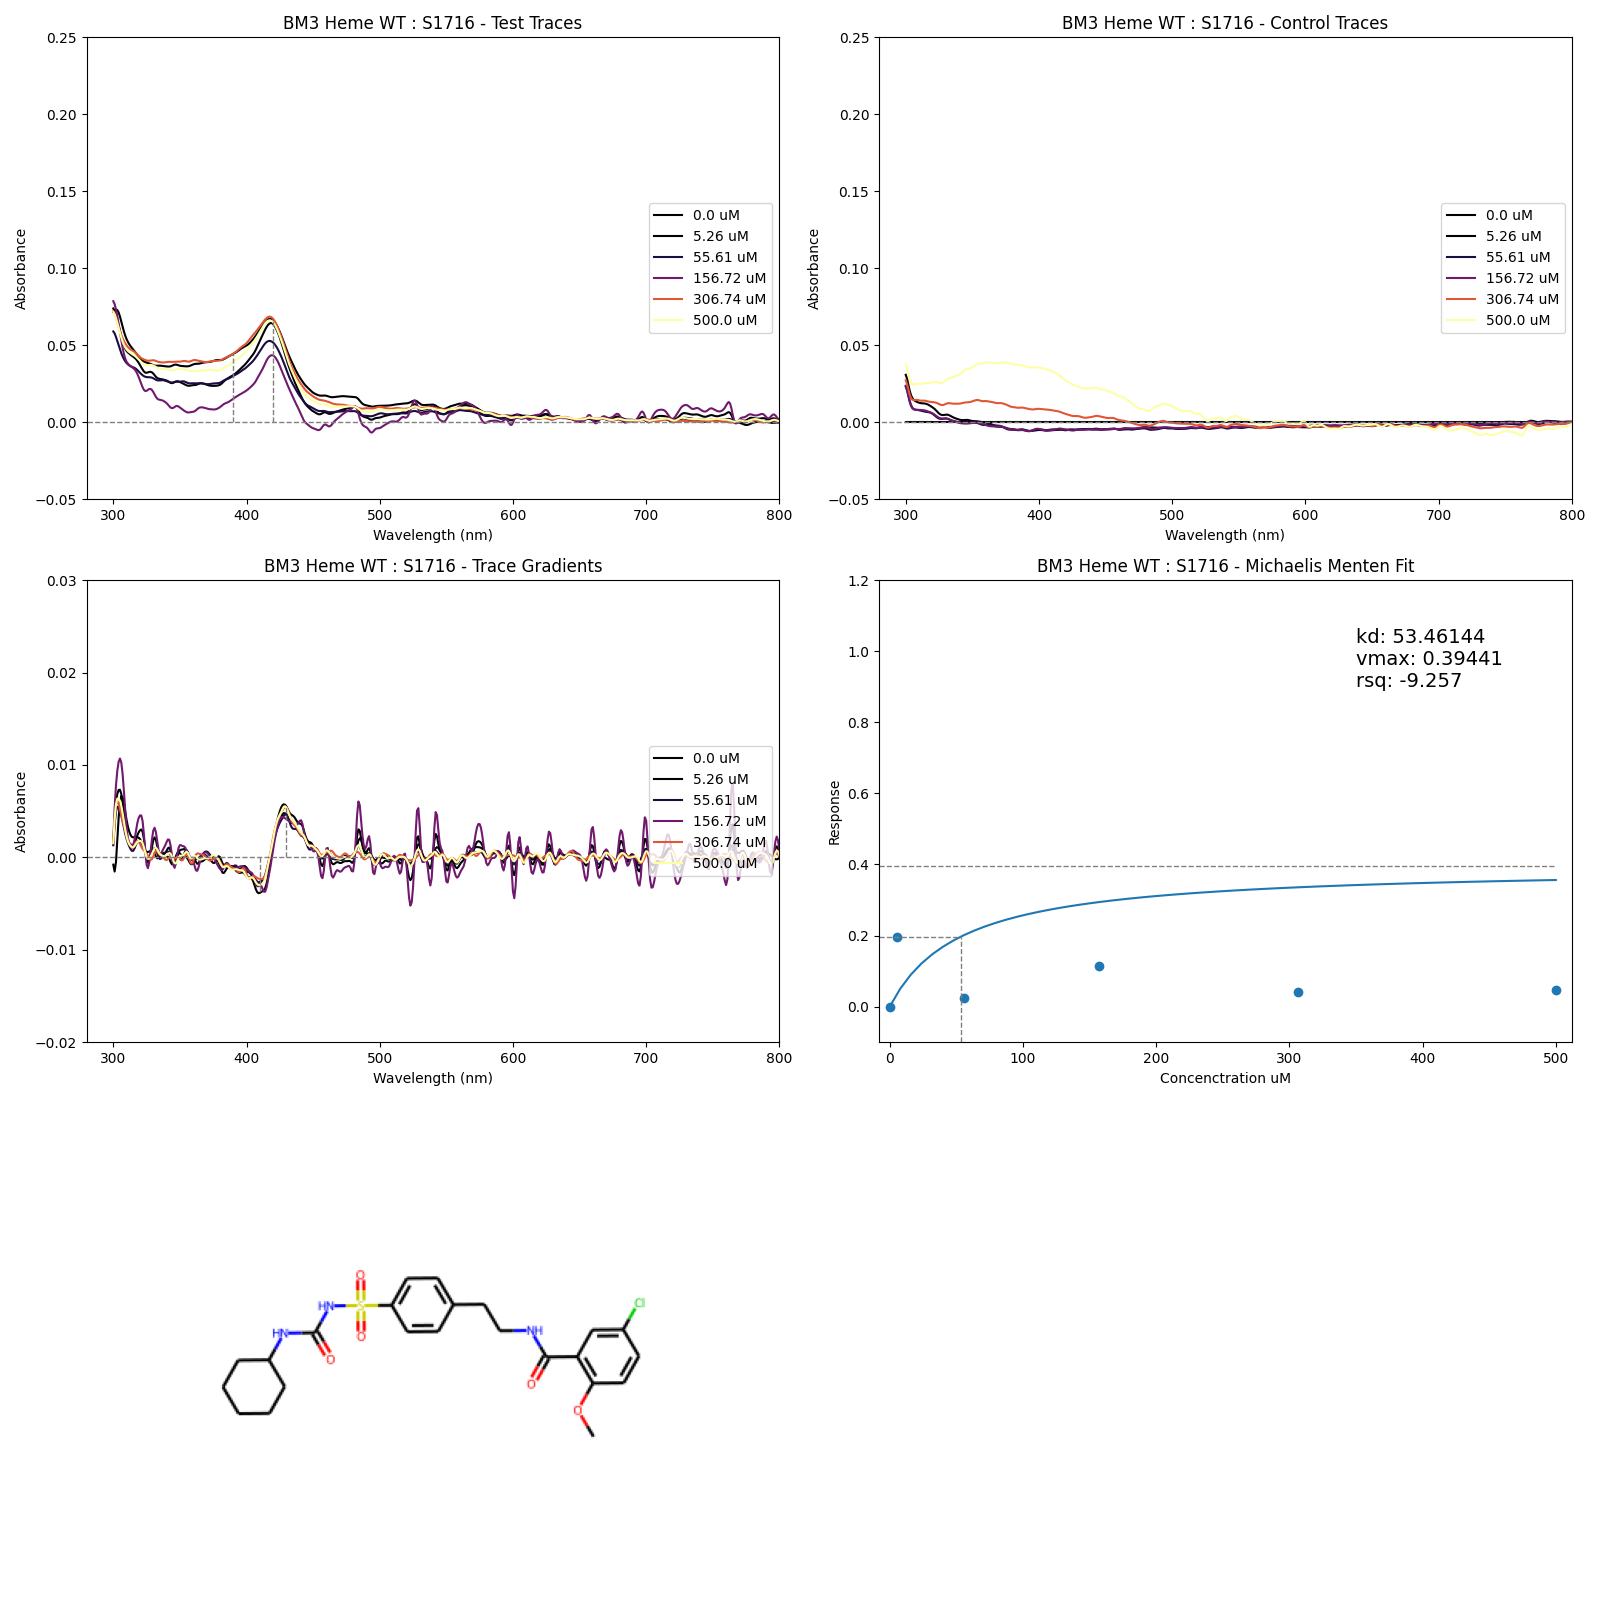 BM3 Heme WT : S1716 - Test Traces
Absorbance
0.25
0.20
0.15
0.10
0.05
0.00
−0.05
300 400 500 600 700 800
Wavelength (nm)
0.0 uM
5.26 uM
55.61 uM
156.72 uM
306.74 uM
500.0 uM
BM3 Heme WT : S1716 - Control Traces
Absorbance
0.25
0.20
0.15
0.10
0.05
0.00
−0.05
300 400 500 600 700 800
Wavelength (nm)
0.0 uM
5.26 uM
55.61 uM
156.72 uM
306.74 uM
500.0 uM
BM3 Heme WT : S1716 - Trace Gradients
Absorbance
0.03
0.02
0.01
0.00
−0.01
−0.02
300 400 500 600 700 800
Wavelength (nm)
0.0 uM
5.26 uM
55.61 uM
156.72 uM
306.74 uM
500.0 uM
BM3 Heme WT : S1716 - Michaelis Menten Fit
Response
1.2
1.0
0.8
0.6
0.4
0.2
0.0
0 100 200 300 400 500
Concenctration uM
kd: 53.46144
vmax: 0.39441
rsq: -9.257
O
HN S
O
HN
O
NH
O
Cl
O